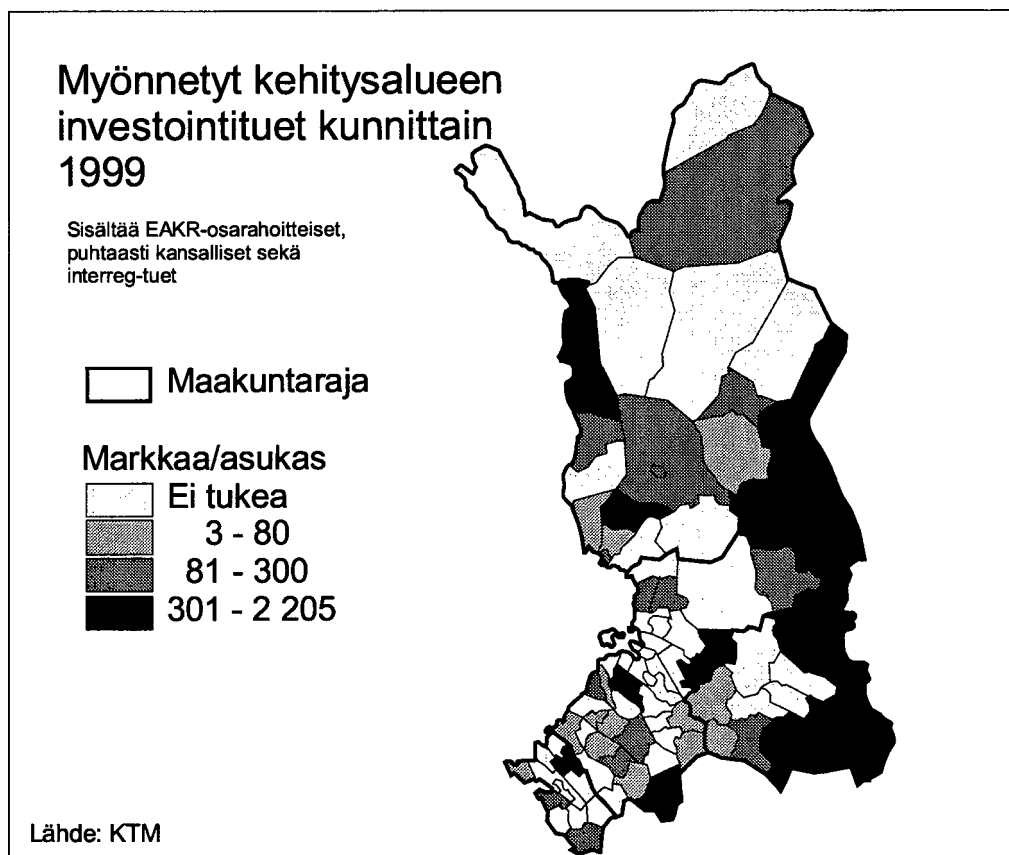 Myönnetyt kehitysalueen
investointituet kunnittain
1999
Sisältää EAKR-osarahoitteiset,
puhtaasti kansalliset sekä
interreg-tuet
Maakuntaraja
Markkaa/asukas
Ei tukea
3 - 80
81 - 300
301 - 2 205
Lähde: KTM